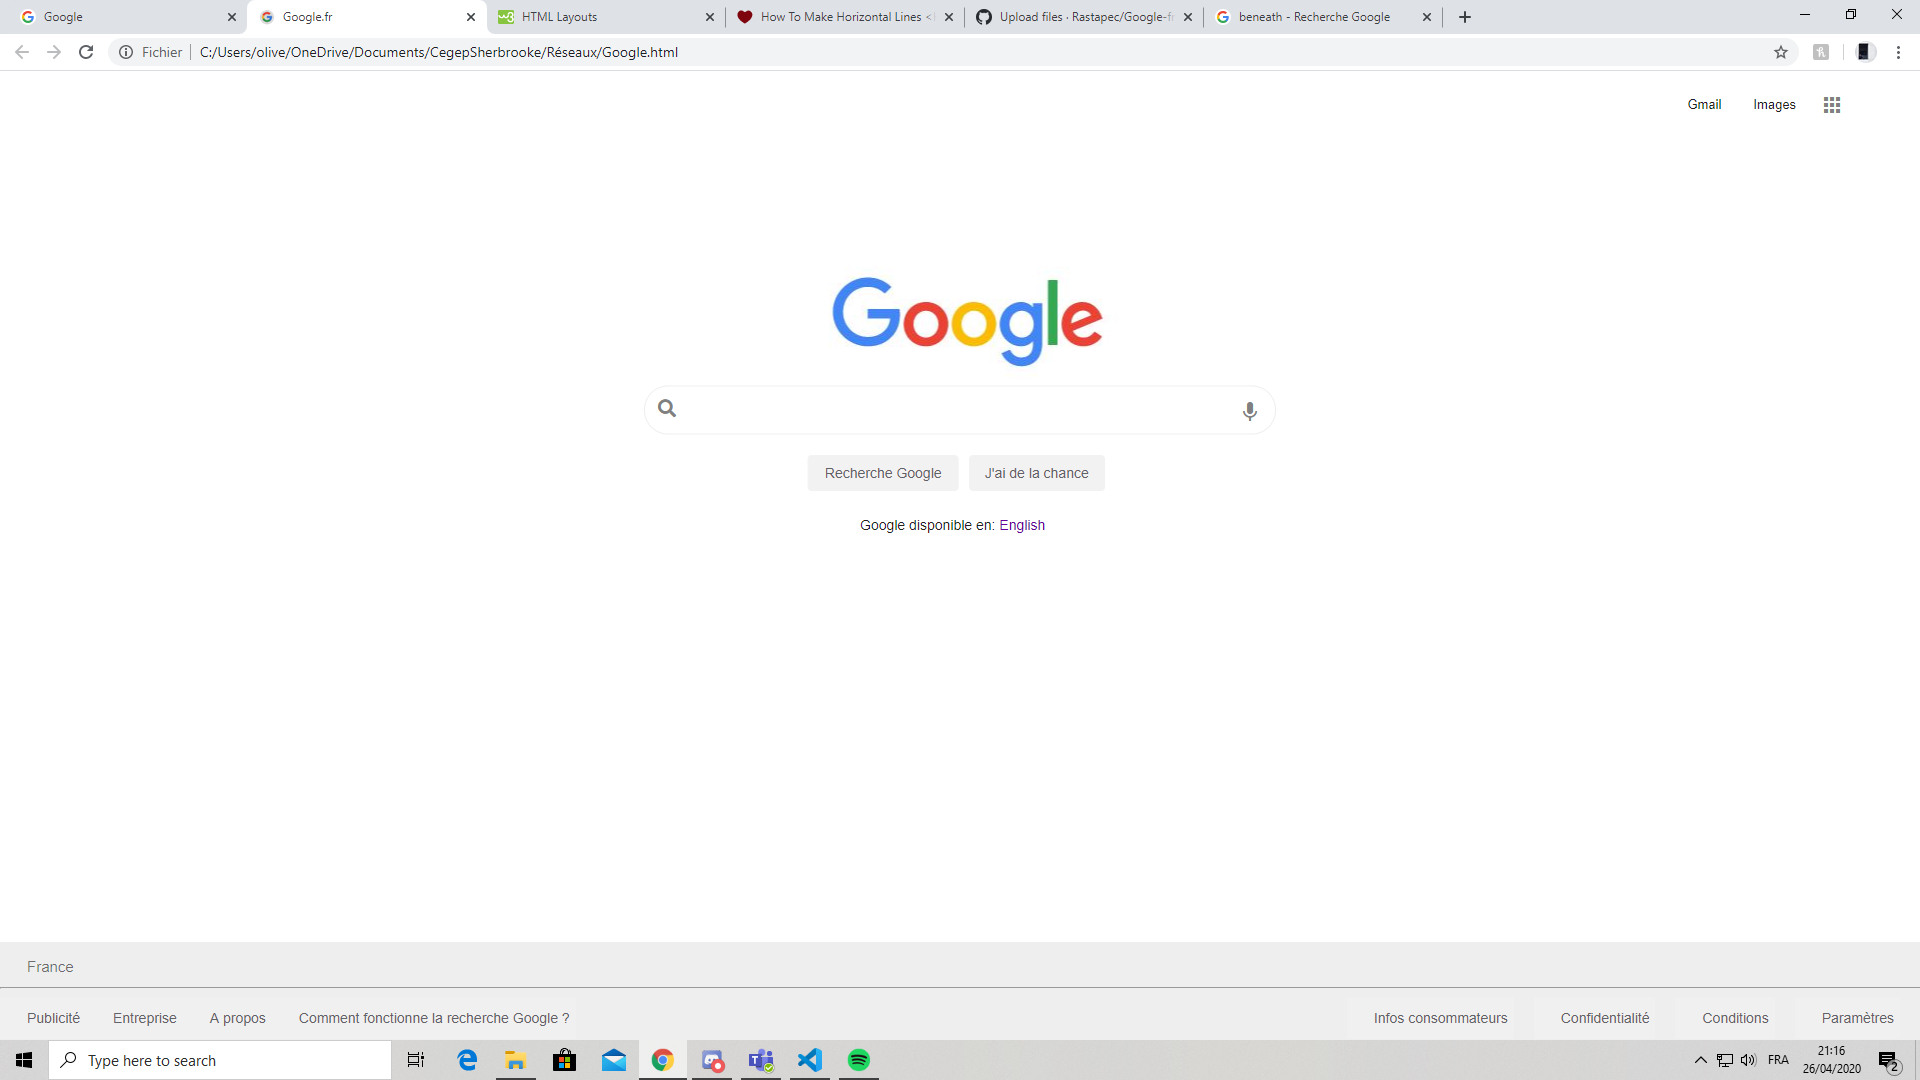 Google
Google.fr
HTML Layouts
How To Make Horizontal Lines <
Upload files · Rastapec/Google-f
beneath - Recherche Google
Fichier
C:/Users/olive/OneDrive/Documents/CegepSherbrooke/Réseaux/Google.html
Gmail
Images
Google
Recherche Google
J'ai de la chance
Google disponible en: English
France
Publicité
Entreprise
A propos
Comment fonctionne la recherche Google ?
Infos consommateurs
Confidentialité
Conditions
Paramètres
Type here to search
FRA
21:16
26/04/2020
2